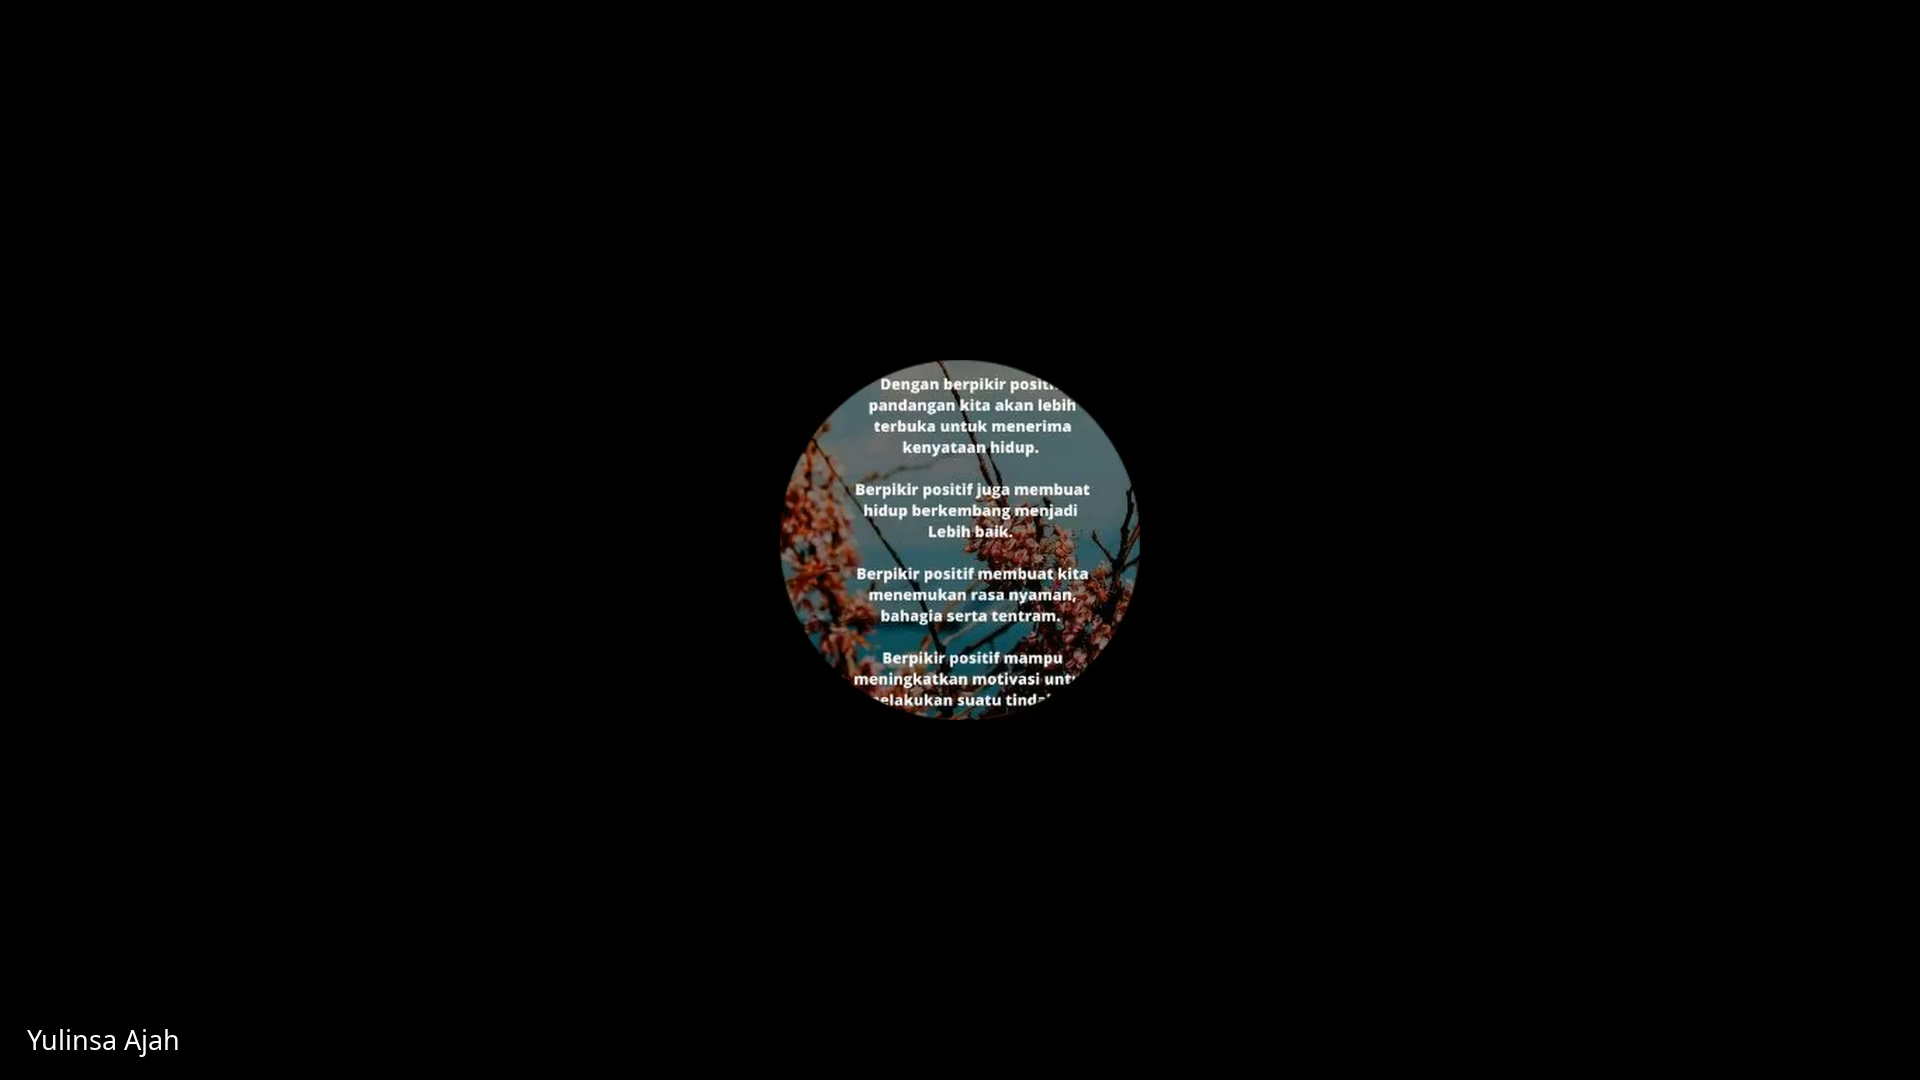 Dengan berpikir
pandangan kita akan lebih
terbuka untuk menerima
kenyataan hidup.
Berpikir positif juga membuat
hidup berkembang menjadi
Lebih baik.
Berpikir positif membuat kita
menemukan rasa nyaman,
bahagia serta tentram.
Berpikir positif mampu
meningkatkan motivasi
suatu
Yulinsa Ajah